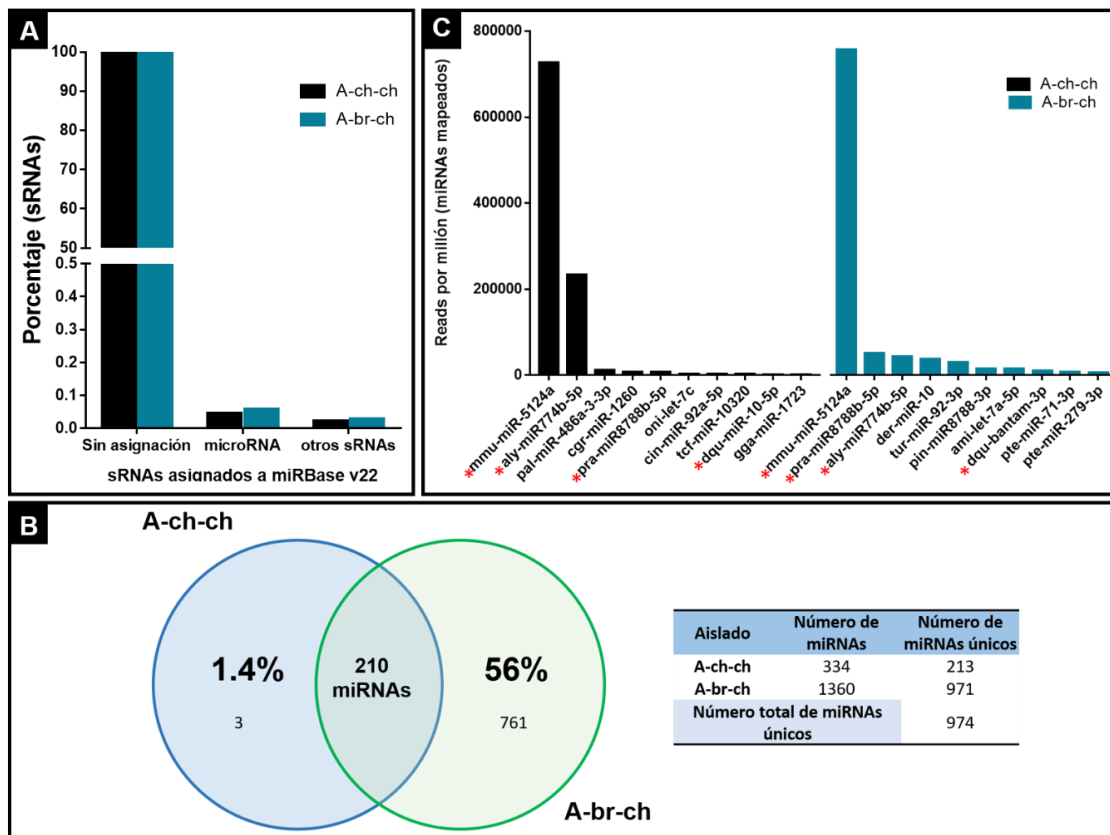 A
Porcentaje (sRNAs)
100
90
80
70
60
50
0.5
0.4
0.3
0.2
0.1
0.0
A-ch-ch
A-br-ch
Sin asignación
microRNA
otros sRNAs
sRNAs asignados a miRBase v22
C
Reads por millón (miRNAs mapeados)
800000
600000
400000
200000
0
A-ch-ch
A-br-ch
*mmu-miR-5124a
*aly-miR774b-5p
pal-miR-486a-3-3p
cgr-miR-1260
*pra-miR8788b-5p
oni-let-7c
cin-miR-92a-5p
tcf-miR-10320
*dqu-miR-10-5p
gga-miR-1723
*mmu-miR-5124a
*pra-miR8788b-5p
*aly-miR774b-5p
der-miR-10
tur-miR-92-3p
pin-miR8788-3p
ami-let-7a-5p
*dqu-bantam-3p
pte-miR-71-3p
pte-miR-279-3p
B
A-ch-ch
1.4%
3
210
miRNAs
56%
761
A-br-ch
Aislado
Número de
miRNAs
Número de
miRNAs únicos
A-ch-ch 334 213
A-br-ch 1360 971
Número total de miRNAs
únicos
974